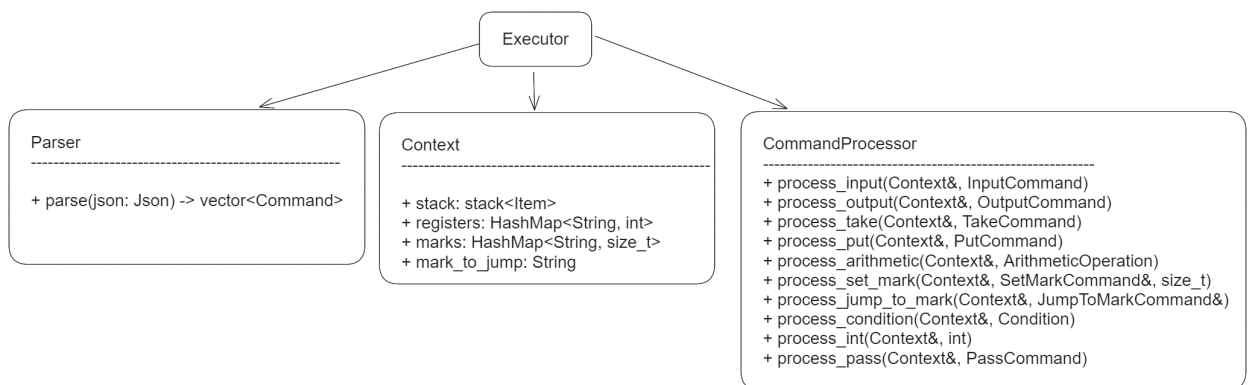 Executor
Parser
-------------------------------------------------------
+ parse(json: Json) -> vector<Command>
Context
-------------------------------------------------------
+ stack: stack<Item>
+ registers: HashMap<String, int>
+ marks: HashMap<String, size_t>
+ mark_to_jump: String
CommandProcessor
-----------------------------------------------------------
+ process_input(Context&, InputCommand)
+ process_output(Context&, OutputCommand)
+ process_take(Context&, TakeCommand)
+ process_put(Context&, PutCommand)
+ process_arithmetic(Context&, ArithmeticOperation)
+ process_set_mark(Context&, SetMarkCommand&, size_t)
+ process_jump_to_mark(Context&, JumpToMarkCommand&)
+ process_condition(Context&, Condition)
+ process_int(Context&, int)
+ process_pass(Context&, PassCommand)